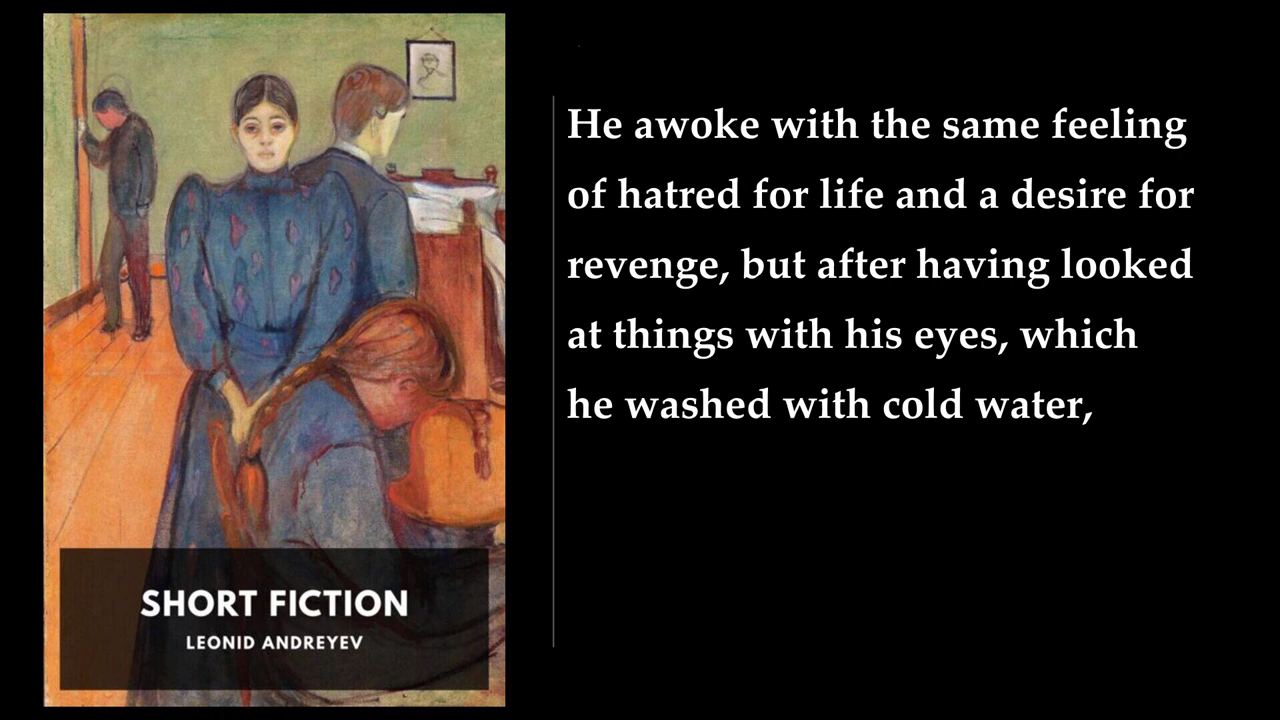 SHORT FICTION
LEONID ANDREYEV
He awoke with the same feeling
of hatred for life and a desire for
revenge, but after having looked
at things with his eyes, which
he washed with cold water,